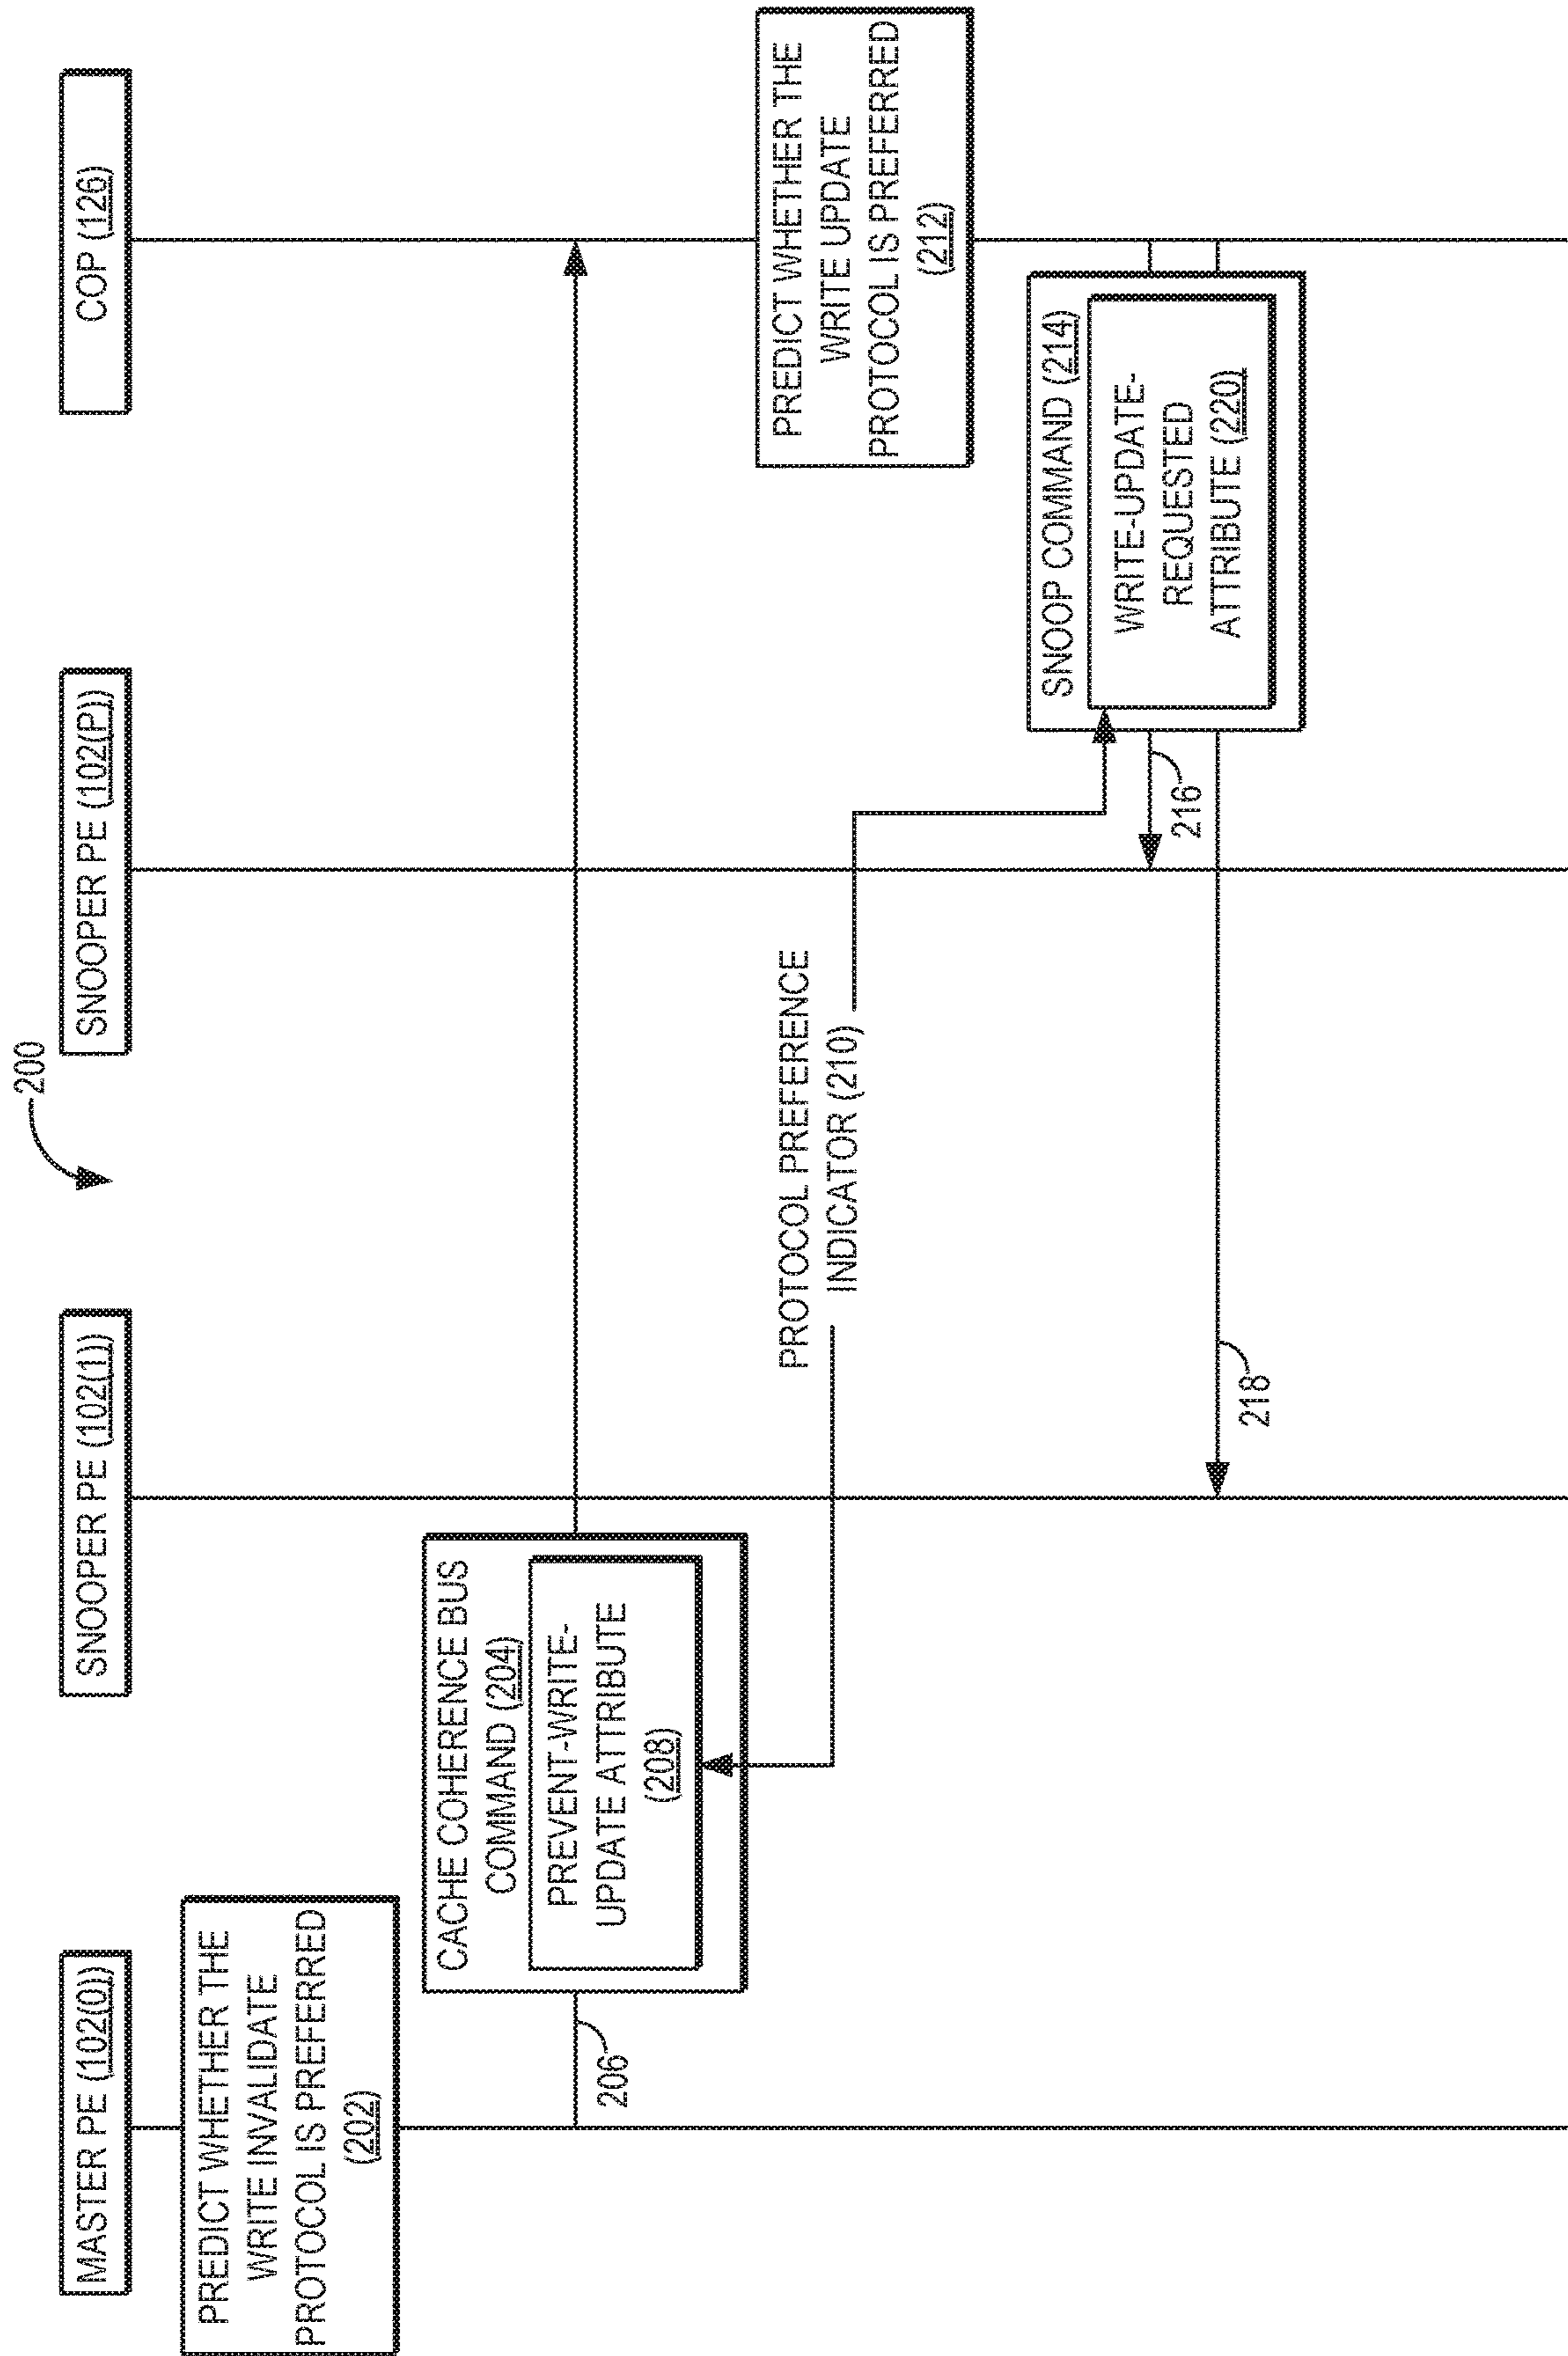 200
MASTER PE (102(0))
SNOOPER PE (102(1))
SNOOPER PE (102(P))
COP (126)
PREDICT WHETHER THE
WRITE INVALIDATE
PROTOCOL IS PREFERRED
(202)
CACHE COHERENCE BUS
COMMAND (204)
PREVENT-WRITE-
UPDATE ATTRIBUTE
(208)
206
PROTOCOL PREFERENCE
INDICATOR (210)
PREDICT WHETHER THE
WRITE UPDATE
PROTOCOL IS PREFERRED
(212)
SNOOP COMMAND (214)
WRITE-UPDATE-
REQUESTED
ATTRIBUTE (220)
216
218